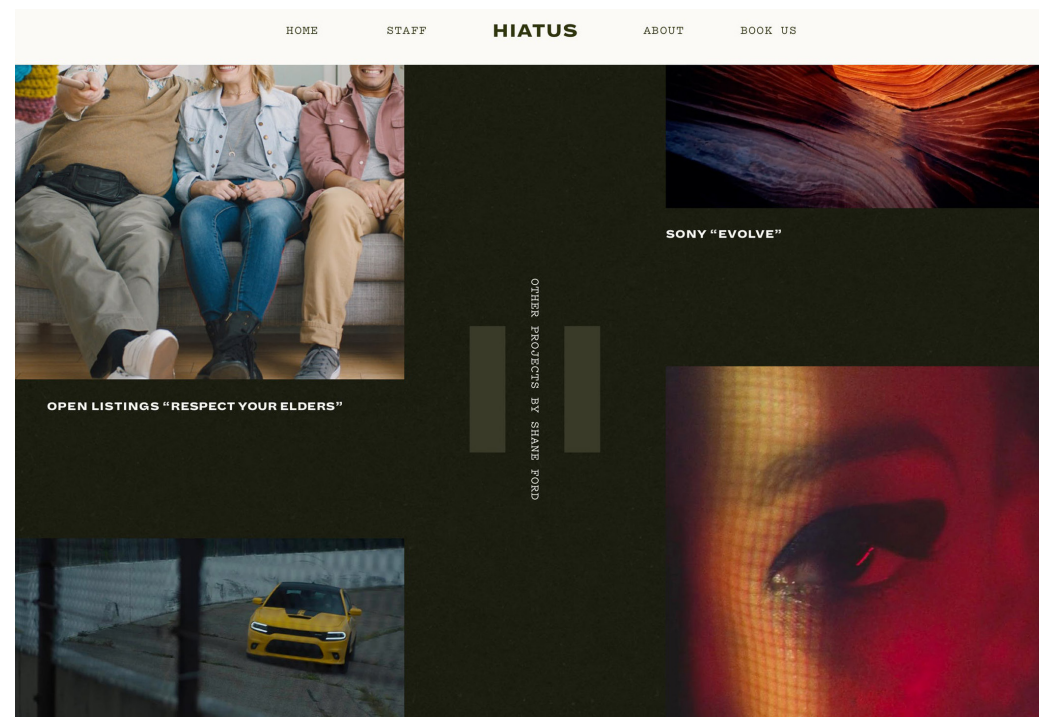 HOME STAFF HIATUS ABOUT BOOK US
SONY “EVOLVE”
OTHER PROJECTS BY SHANE FORD
OPEN LISTINGS “RESPECT YOUR ELDERS”